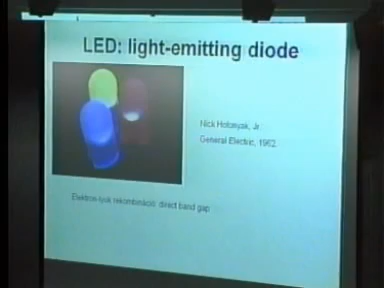 LED: light-emitting diode
Nick Holonyak, Jr.
General Electric, 1962
Elektron-lyuk rekombináció: direct band gap